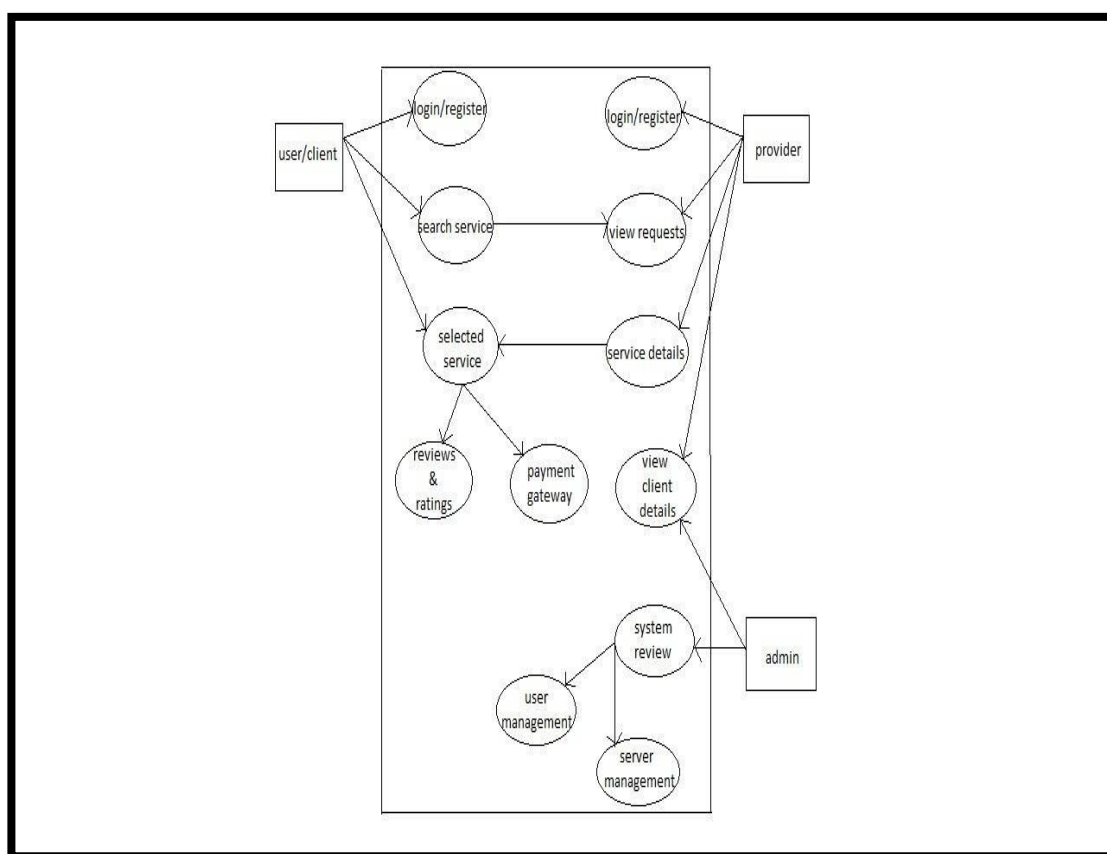 login/register
login/register
user/client
provider
search service
view requests
selected
service
service details
reviews
&
ratings
payment
gateway
view
client
details
system
review
admin
user
management
server
management